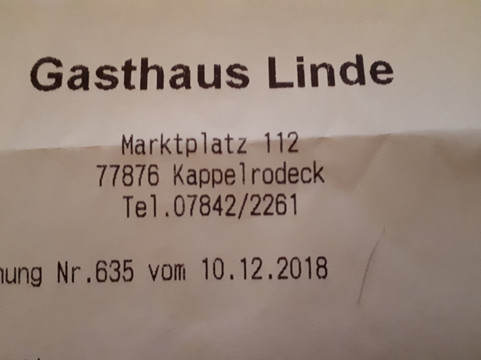 Gasthaus Linde
Marktplatz 112
77876 Kappelrodeck
Tel.07842/2261
nung Nr.635 vom 10.12.2018